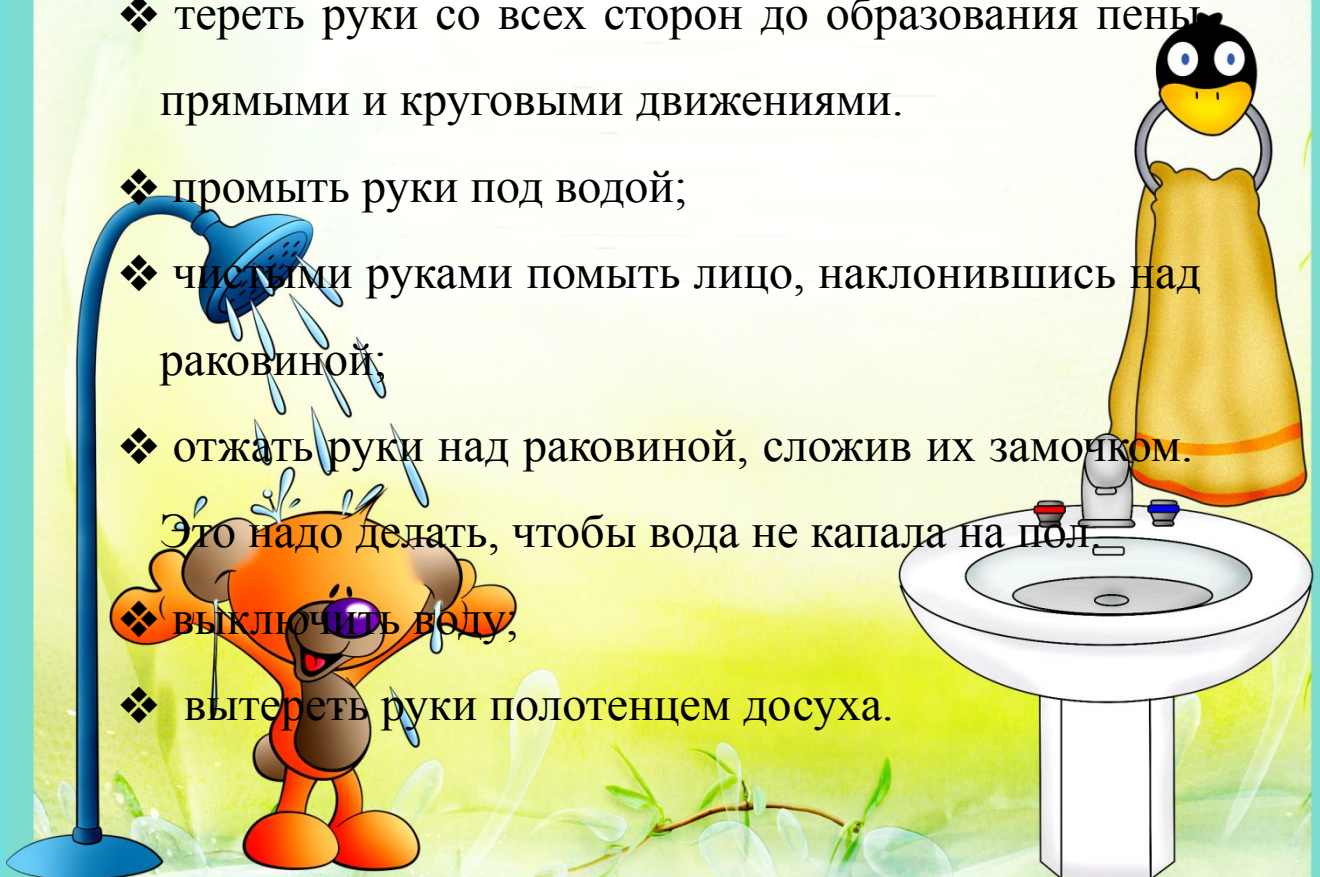 ❖ тереть руки со всех сторон до образования пены
прямыми и круговыми движениями.
❖ промыть руки под водой;
❖ чистыми руками помыть лицо, наклонившись над
раковиной;
❖ отжать руки над раковиной, сложив их замочком.
Это надо делать, чтобы вода не капала на пол.
❖ выключить воду;
❖ вытереть руки полотенцем досуха.